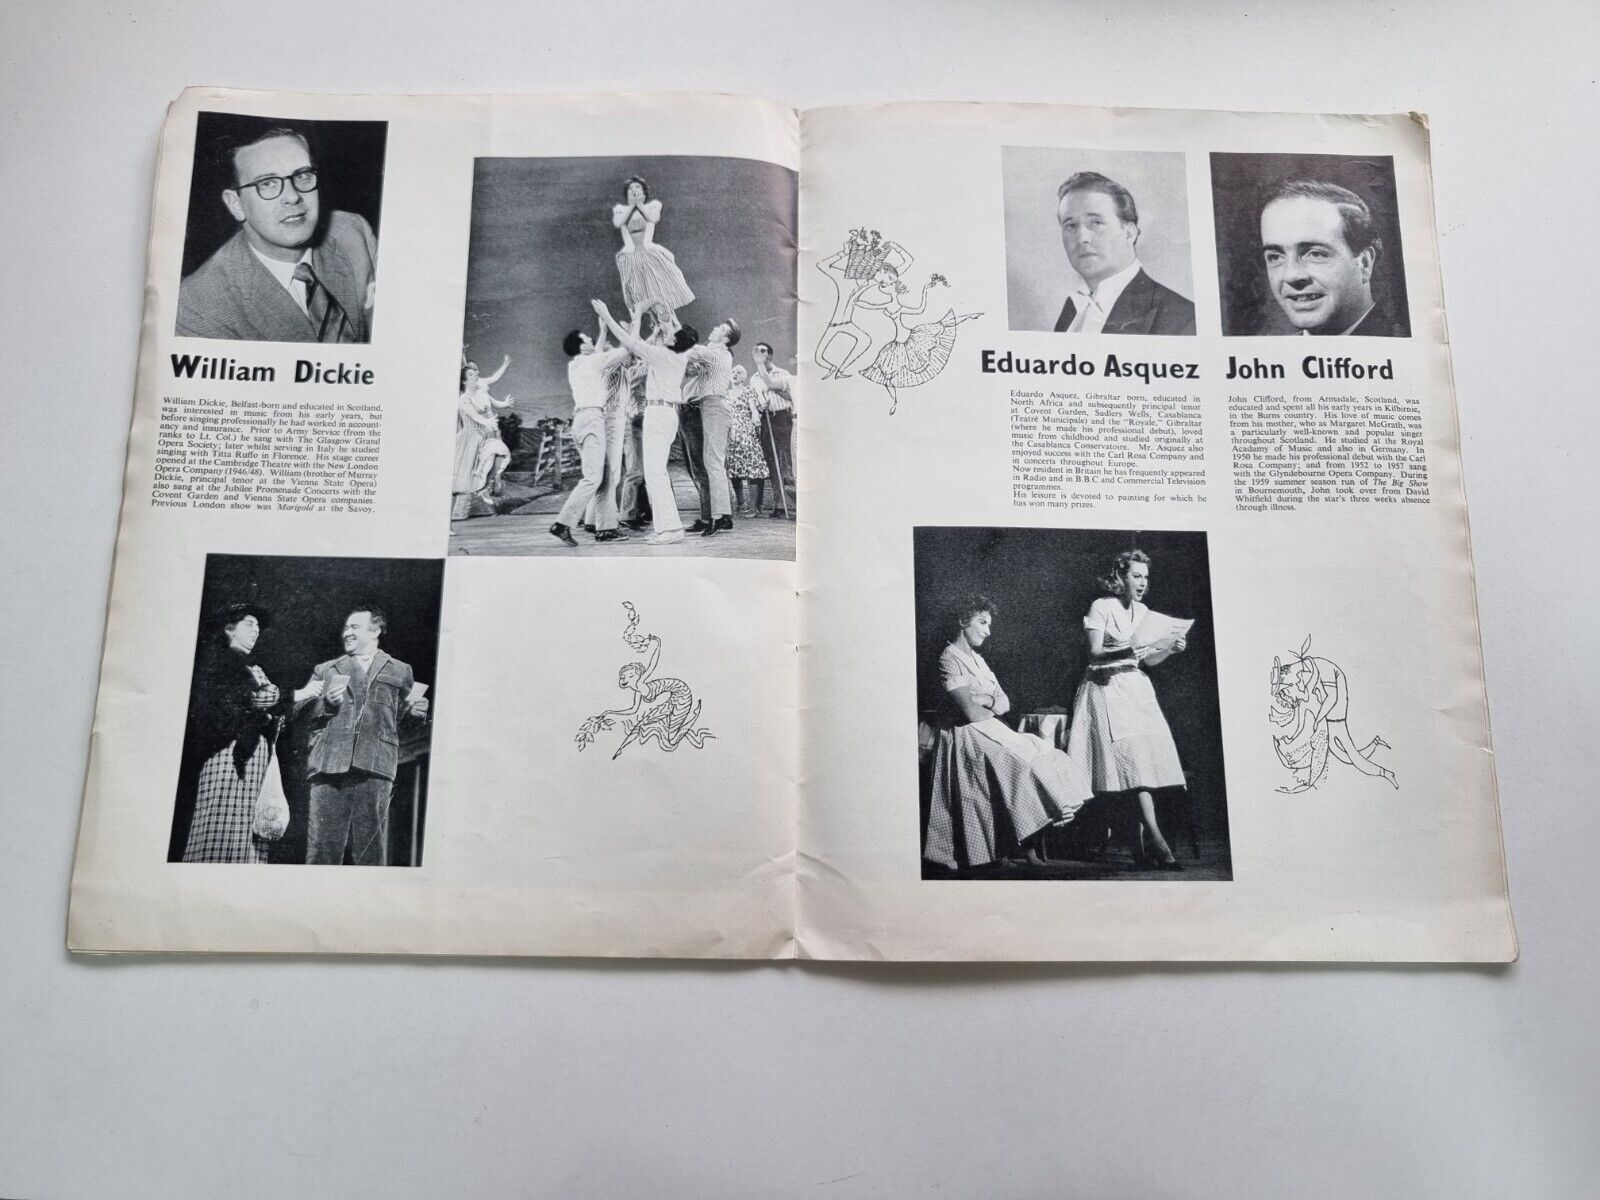 William Dickie
William Dickie, Belfast-born and educated in Scotland,
was interested in music from his early years, but
before singing professionally he had worked in account-
ancy and insurance. Prior to Army Service (from the
ranks to Lt. Col.) he sang with The Glasgow Grand
Opera Society; later whilst serving in Italy he studied
singing with Titta Ruffo in Florence. His stage career
opened at the Cambridge Theatre with the New London
Opera Company (1946/48). William (brother of Murray
Dickie, principal tenor at the Vienna State Opera)
also sang at the Jubilee Promenade Concerts with the
Covent Garden and Vienna State Opera companies.
Previous London show was Marigold at the Savoy.
Eduardo Asquez
Eduardo Asquez, Gibraltar born, educated in
North Africa and subsequently principal tenor
at Covent Garden, Sadlers Wells, Casablanca
(Teatré Municipale) and the "Royale," Gibraltar
(where he made his professional debut), loved
music from childhood and studied originally at
the Casablanca Conservatoire. Mr. Asquez also
enjoyed success with the Carl Rosa Company and
in concerts throughout Europe.
Now resident in Britain he has frequently appeared
in Radio and in B.B.C and Commercial Television
programmes.
His leisure is devoted to painting for which he
has won many prizes.
John Clifford
John Clifford, from Armadale, Scotland, was
educated and spent all his early years in Kilbirnie,
in the Burns country. His love of music comes
from his mother, who as Margaret McGrath, was
a particularly well-known and popular singer
throughout Scotland. He studied at the Royal
Acadamy of Music and also in Germany. In
1950 he made his professional debut with the Carl
Rosa Company; and from 1952 to 1957 sang
with the Glyndebourne Opera Company. During
the 1959 summer season run of The Big Show
in Bournemouth, John took over from David
Whitfield during the star's three weeks absence
through illness.